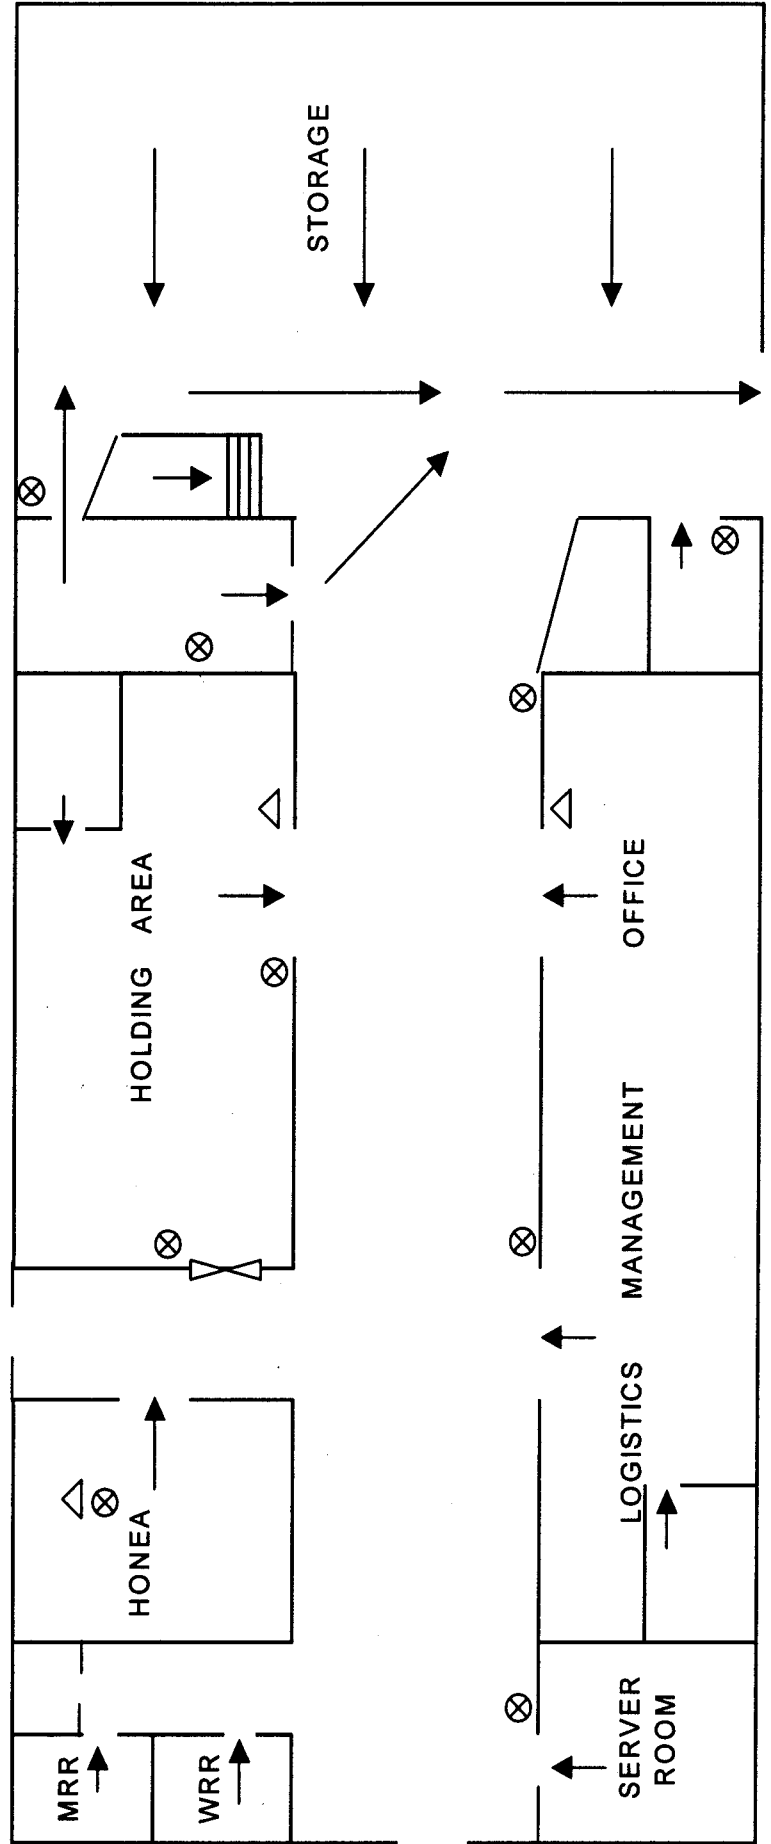 STORAGE
HOLDING AREA
OFFICE
LOGISTICS MANAGEMENT
HONEA
MRR
WRR
SERVER
ROOM